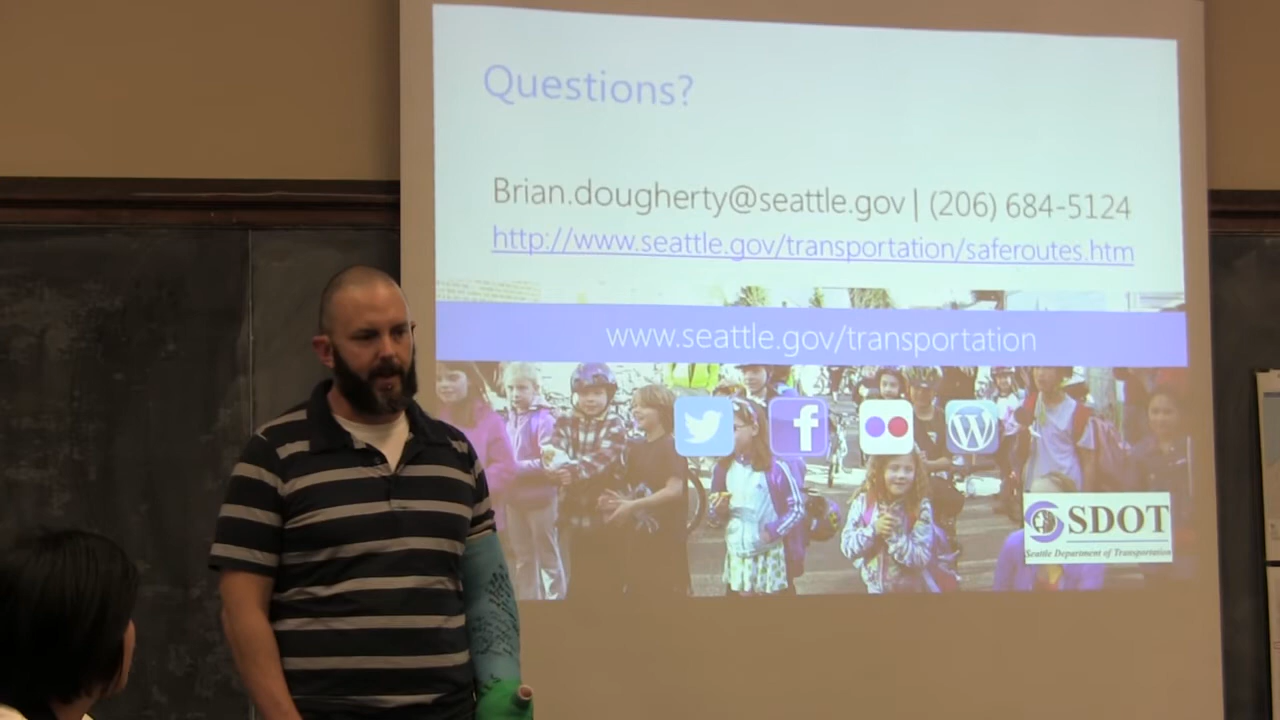 Questions?
Brian.dougherty@seattle.gov | (206) 684-5124
http://www.seattle.gov/transportation/saferoutes.htm
www.seattle.gov/transportation
SDOT
Seattle Department of Transportation